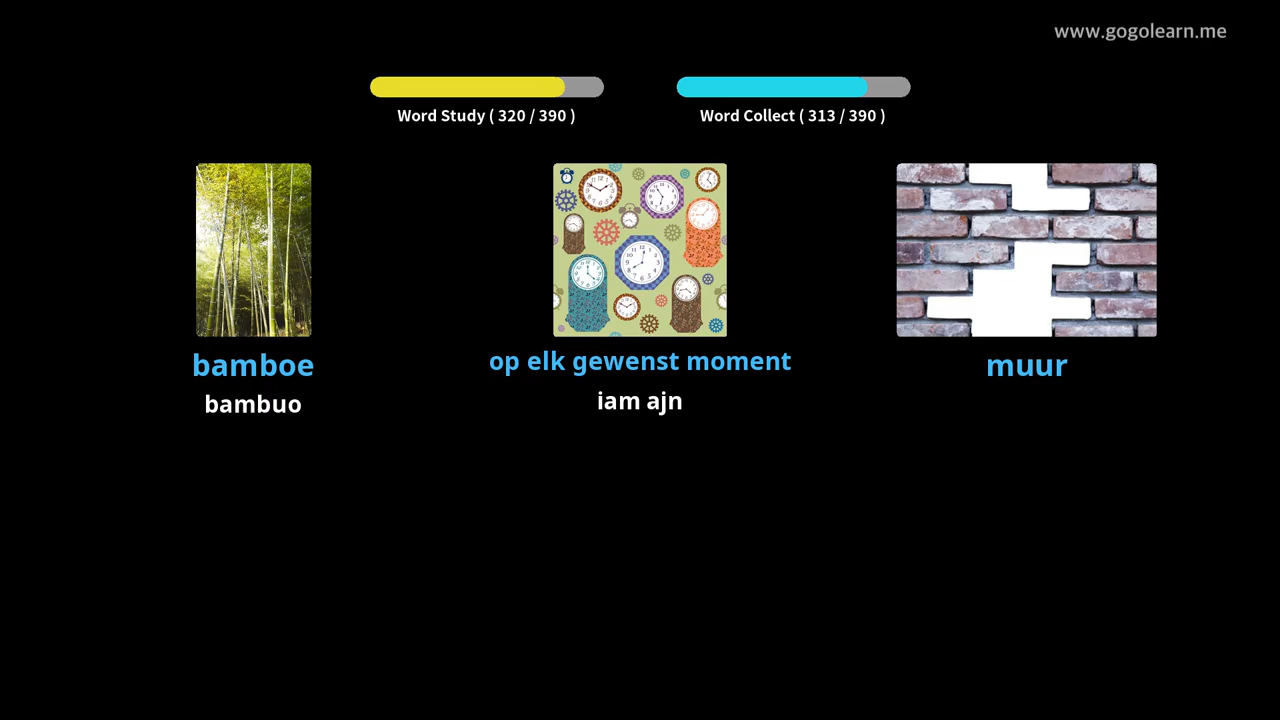 www.gogolearn.me
Word Study ( 320 / 390 )
Word Collect ( 313 / 390 )
bamboe
bambuo
op elk gewenst moment
iam ajn
muur